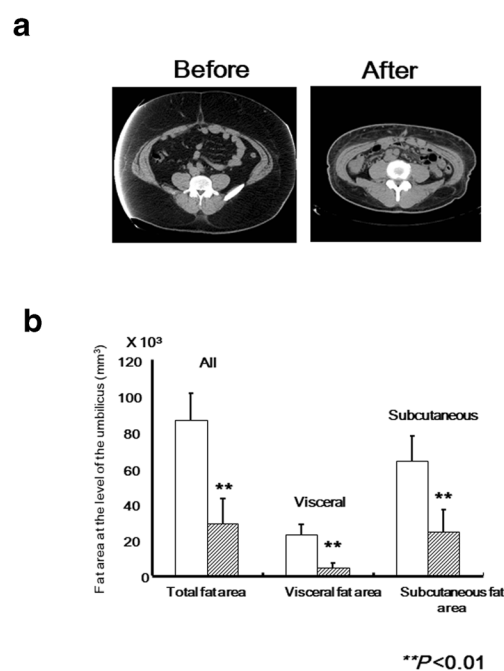 a
Before
After
b
X 10³
Fat area at the level of the umbilicus (mm³)
120
100
80
60
40
20
0
All
**
Visceral
**
Subcutaneous
**
Total fat area
Visceral fat area
Subcutaneous fat
area
**P<0.01